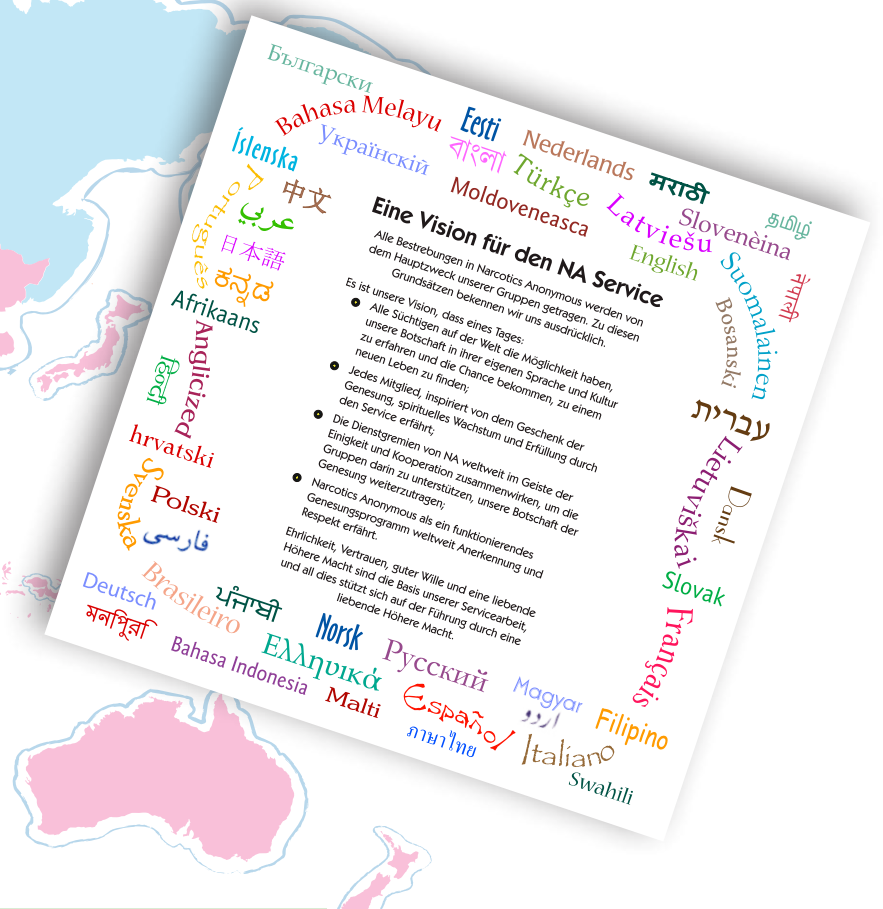 Български
Bahasa Melayu
Eesti
Nederlands
मराठी
தமிழ்
Íslenska
Українскій
বাংলা
Türkçe
Latviešu
Slovenèina
नेपाली
Português
中文
Moldoveneasca
English
Suomalainen
عربي
日本語
ಕನ್ನಡ
Bosanski
Afrikaans
Anglicized
हिन्दी
עברית
hrvatski
Lietuviškai
Dansk
Svenska
Polski
فارسی
Slovak
Eine Vision für den NA Service
Alle Bestrebungen in Narcotics Anonymous werden von
dem Hauptzweck unserer Gruppen getragen. Zu diesen
Grundsätzen bekennen wir uns ausdrücklich.
Es ist unsere Vision, dass eines Tages:
Alle Süchtigen auf der Welt die Möglichkeit haben,
unsere Botschaft in ihrer eigenen Sprache und Kultur
zu erfahren und die Chance bekommen, zu einem
neuen Leben zu finden;
Jedes Mitglied, inspiriert von dem Geschenk der
Genesung, spirituelles Wachstum und Erfüllung durch
den Service erfährt;
Die Dienstgremien von NA weltweit im Geiste der
Einigkeit und Kooperation zusammenwirken, um die
Gruppen darin zu unterstützen, unsere Botschaft der
Genesung weiterzutragen;
Narcotics Anonymous als ein funktionierendes
Genesungsprogramm weltweit Anerkennung und
Respekt erfährt.
Ehrlichkeit, Vertrauen, guter Wille und eine liebende
Höhere Macht sind die Basis unserer Servicearbeit,
und all dies stützt sich auf der Führung durch eine
liebende Höhere Macht.
Deutsch
Brasileiro
ਪੰਜਾਬੀ
Norsk
Русский
Français
Bahasa Indonesia
Ελληνικά
Magyar
Filipino
Malti
Español
اردو
ภาษาไทย
Italiano
Swahili